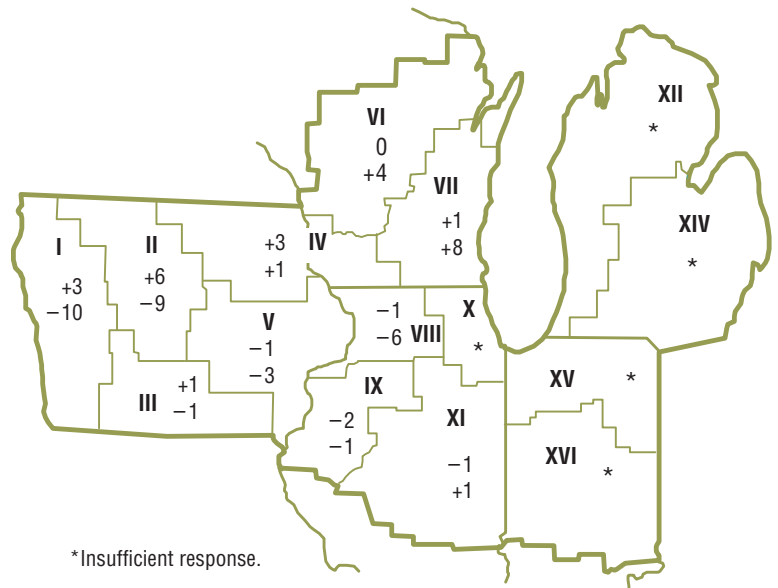 VI
0
+4
VII
+1
+8
XII
*
XIV
*
I
+3
−10
II
+6
−9
+3
+1
IV
V
−1
−3
III
+1
−1
−1
−6
VIII
X
*
IX
−2
−1
XI
−1
+1
XV
*
XVI
*
*Insufficient response.